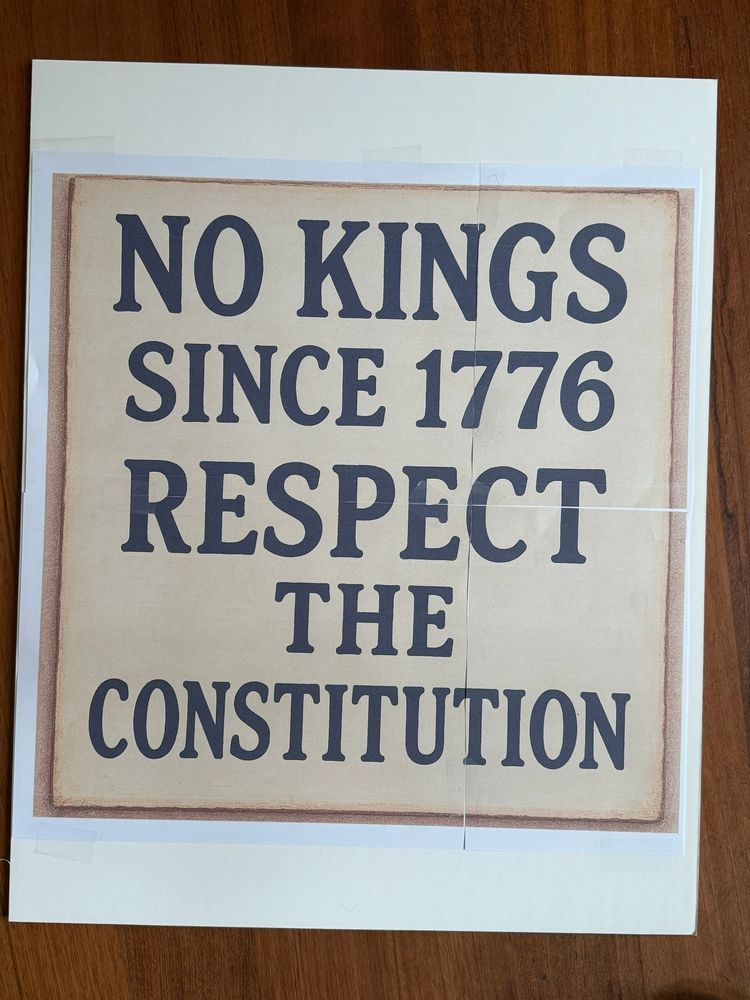 NO KINGS
SINCE 1776
RESPECT
THE
CONSTITUTION